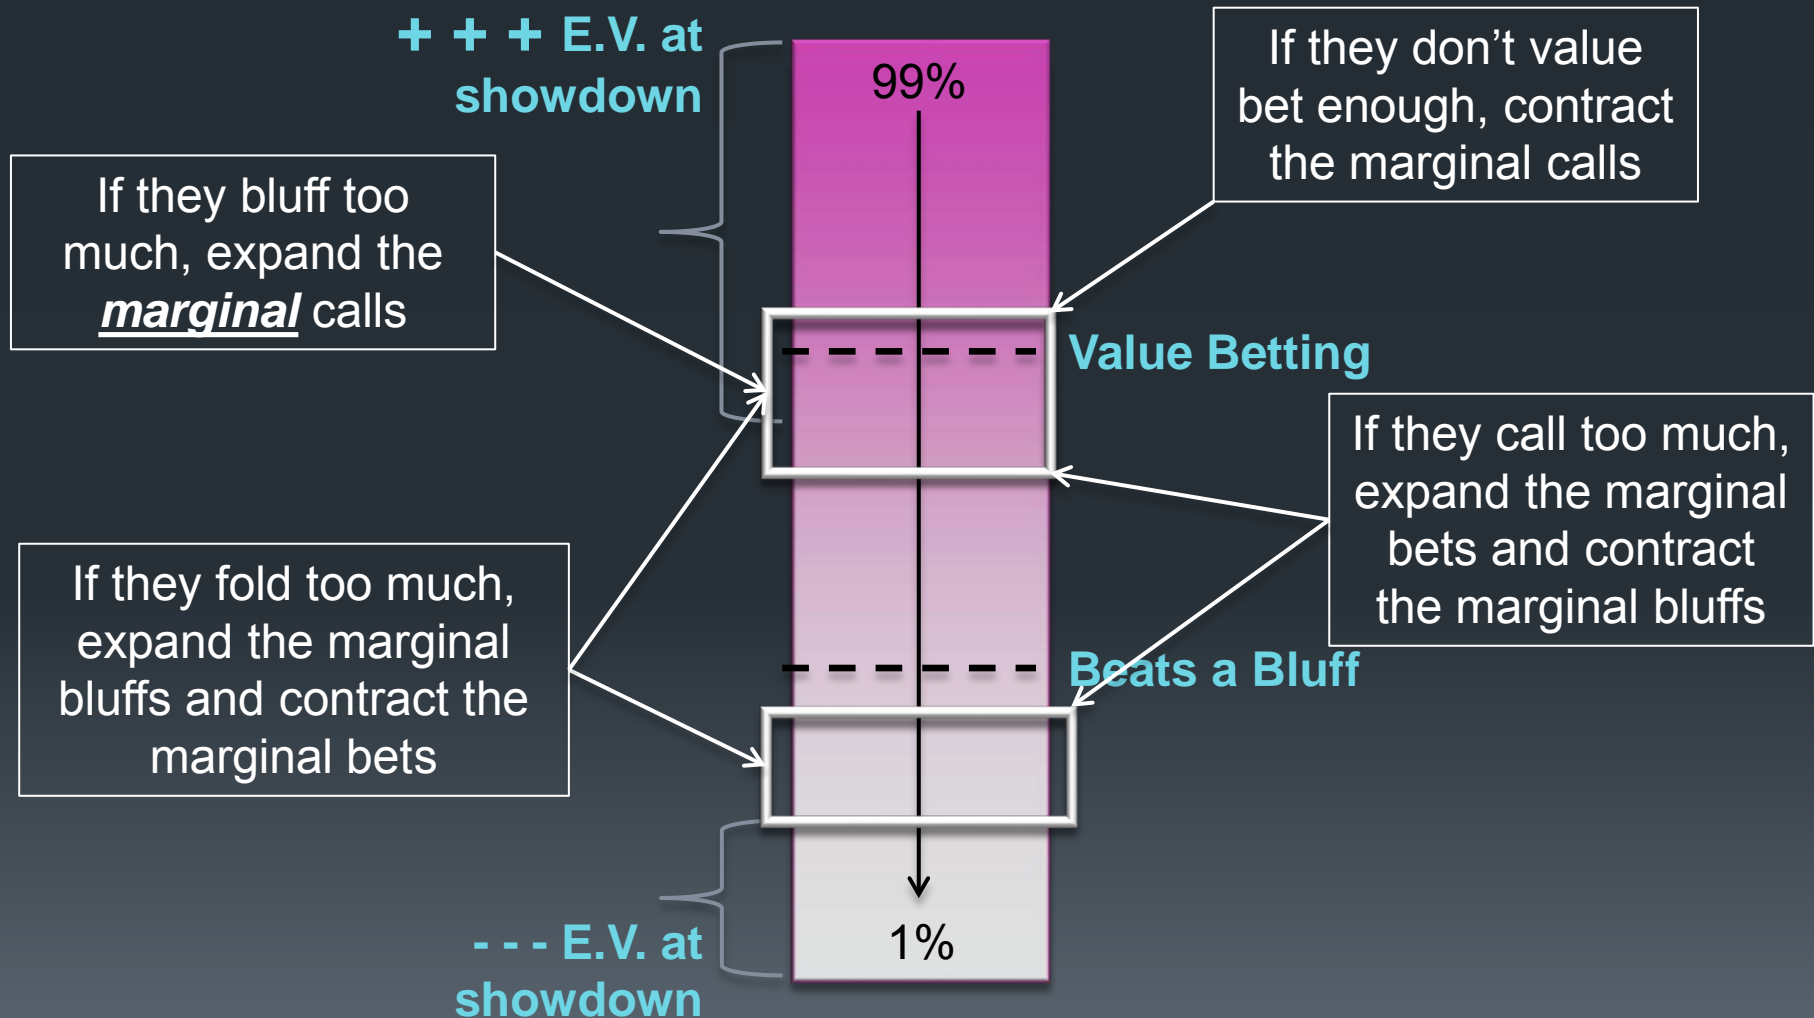 + + + E.V. at
showdown
99%
If they don’t value
bet enough, contract
the marginal calls
If they bluff too
much, expand the
marginal calls
Value Betting
If they call too much,
expand the marginal
bets and contract
the marginal bluffs
If they fold too much,
expand the marginal
bluffs and contract the
marginal bets
Beats a Bluff
- - - E.V. at
showdown
1%